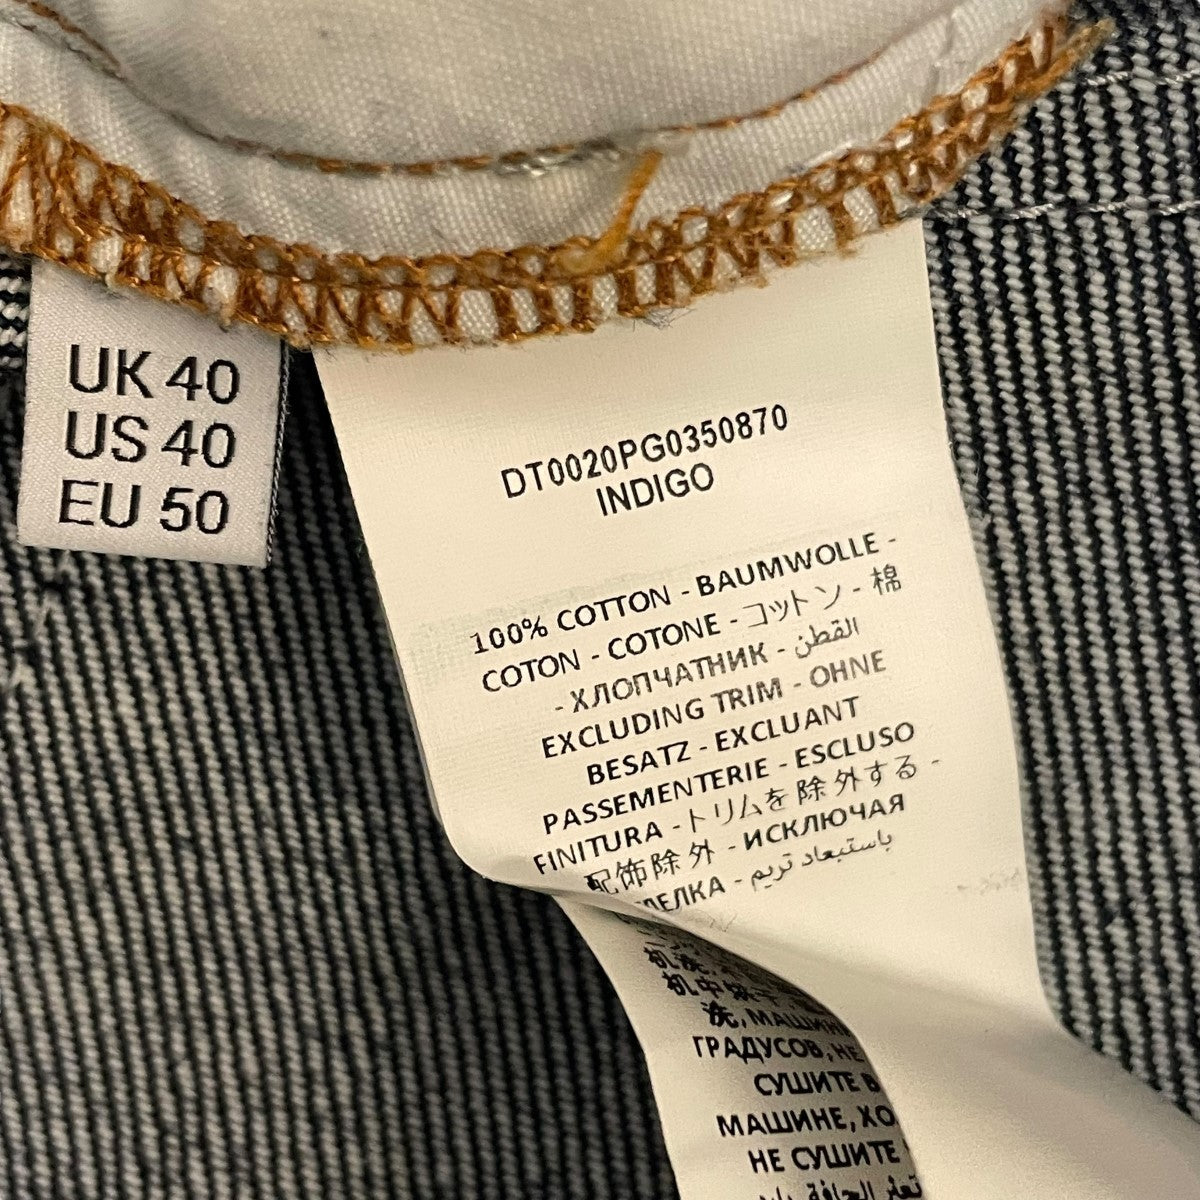 UK 40
US 40
EU 50
DT0020PG0350870
INDIGO
100% COTTON - BAUMWOLLE -
COTON - COTONE - コットン - 棉
- ХЛОПЧАТНИК - القطن
EXCLUDING TRIM - OHNE
BESATZ - EXCLUANT
PASSEMENTERIE - ESCLUSO
FINITURA - トリムを除外する -
配饰除外 - ИСКЛЮЧАЯ
باستبعاد تريم -
洗, МАШИН
ГРАДУСОВ, НЕ
СУШИТЕ В
МАШИНЕ, ХО
НЕ СУШИТЕ